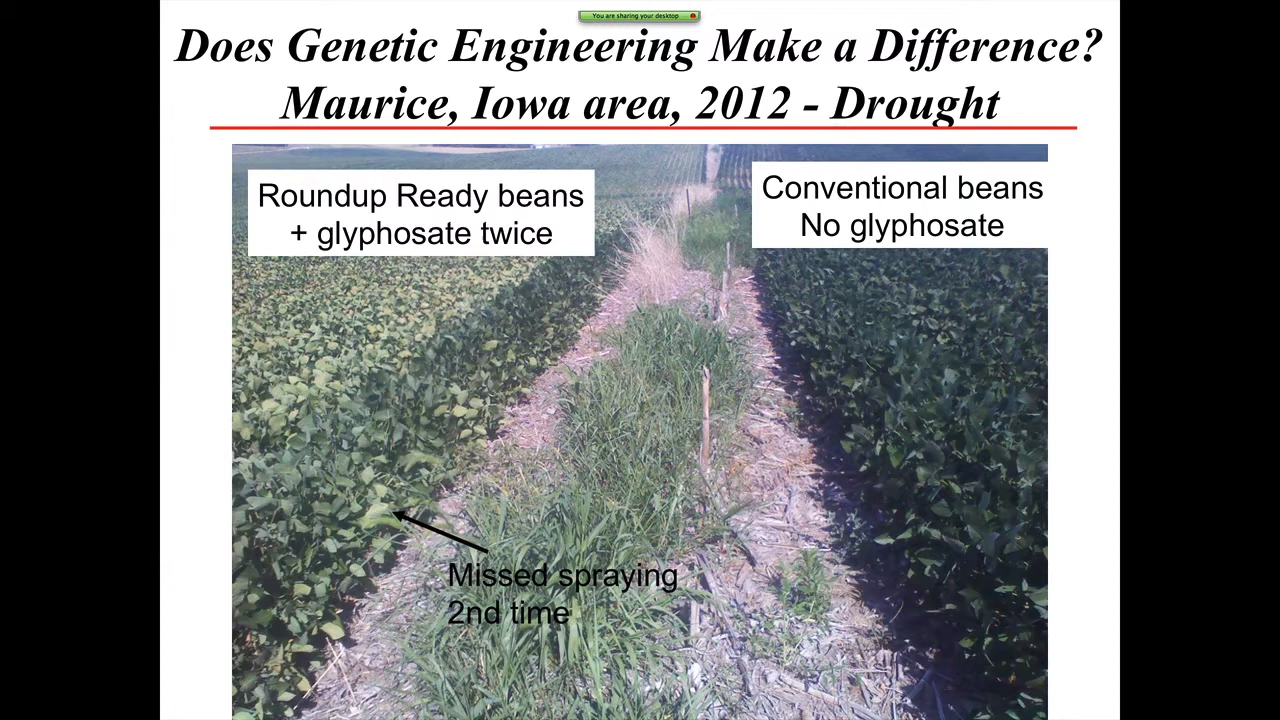 You are sharing your desktop
Does Genetic Engineering Make a Difference?
Maurice, Iowa area, 2012 - Drought
Roundup Ready beans
+ glyphosate twice
Conventional beans
No glyphosate
Missed spraying
2nd time